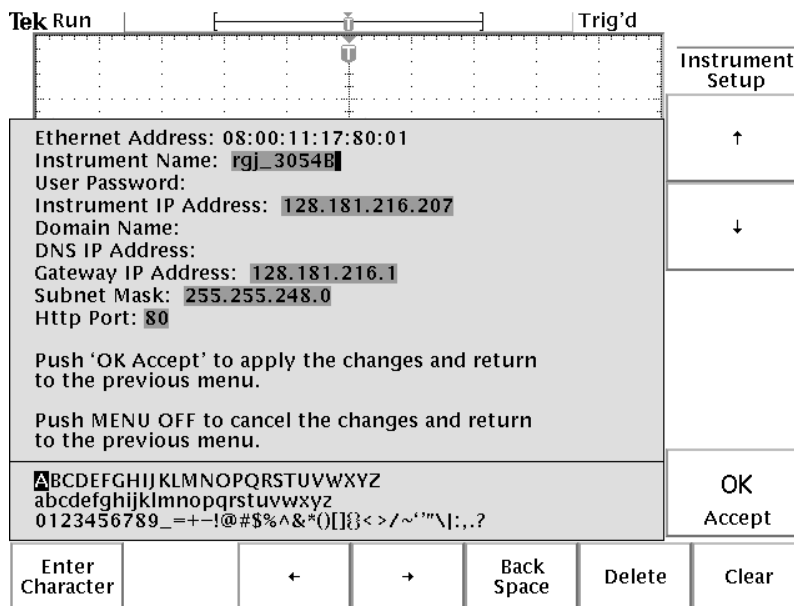 Tek Run
Trig'd
T
T
Instrument
Setup
↑
↓
Ethernet Address: 08:00:11:17:80:01
Instrument Name: rgj_3054B
User Password:
Instrument IP Address: 128.181.216.207
Domain Name:
DNS IP Address:
Gateway IP Address: 128.181.216.1
Subnet Mask: 255.255.248.0
Http Port: 80
Push ‘OK Accept’ to apply the changes and return
to the previous menu.
Push MENU OFF to cancel the changes and return
to the previous menu.
ABCDEFGHIJKLMNOPQRSTUVWXYZ
abcdefghijklmnopqrstuvwxyz
0123456789_=+−!@#$%^&*()[]{}<>/~‘’"\|:,.?
OK
Accept
Enter
Character
←
→
Back
Space
Delete
Clear